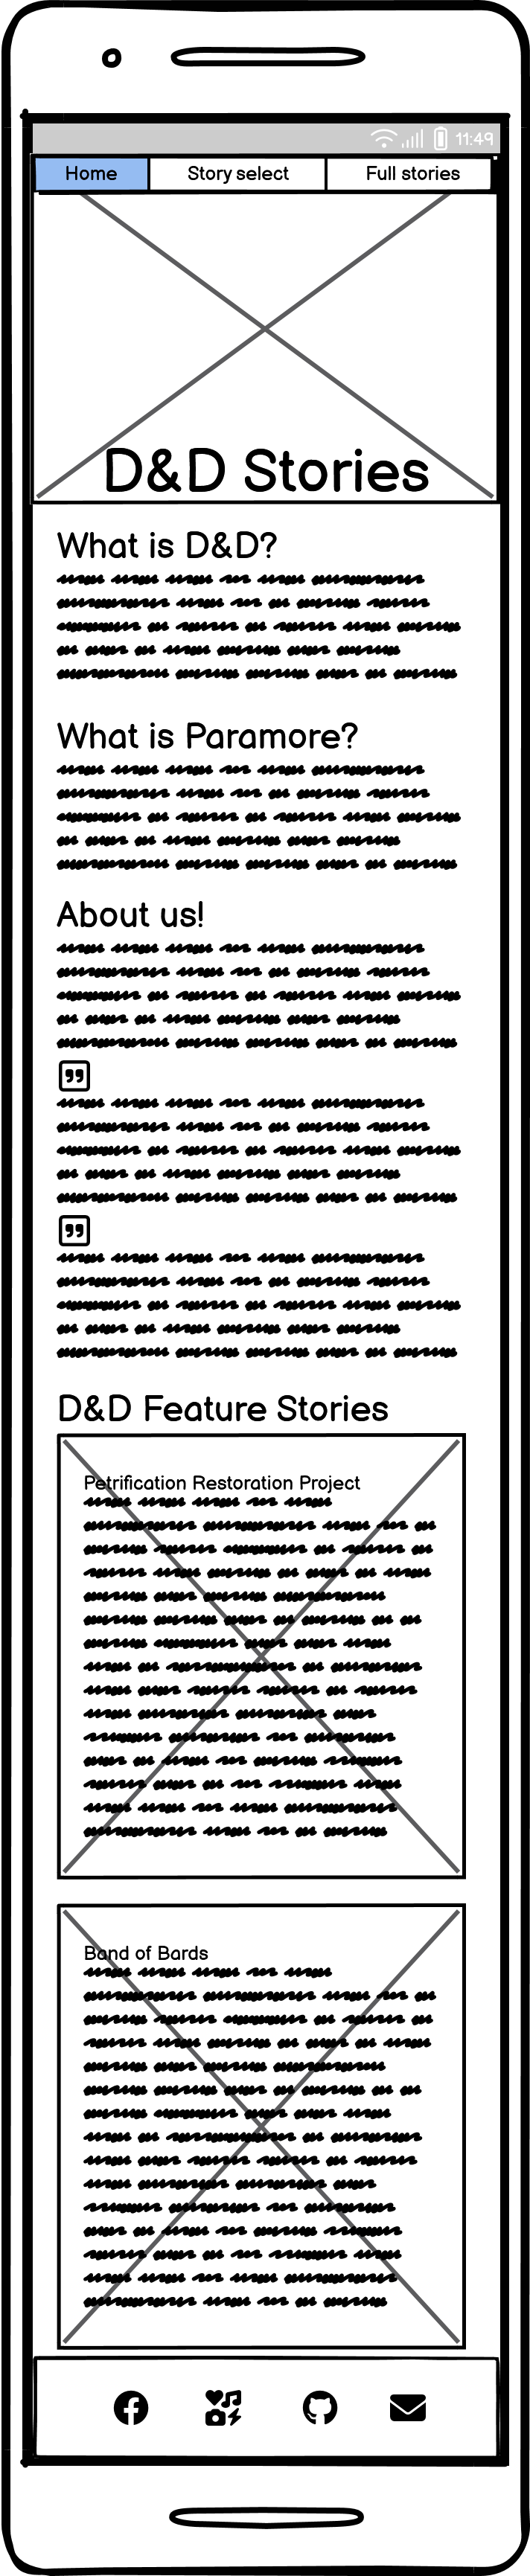 11:49
Home Story select Full stories
D&D Stories
What is D&D?
What is Paramore?
About us!
D&D Feature Stories
Petrification Restoration Project
Band of Bards